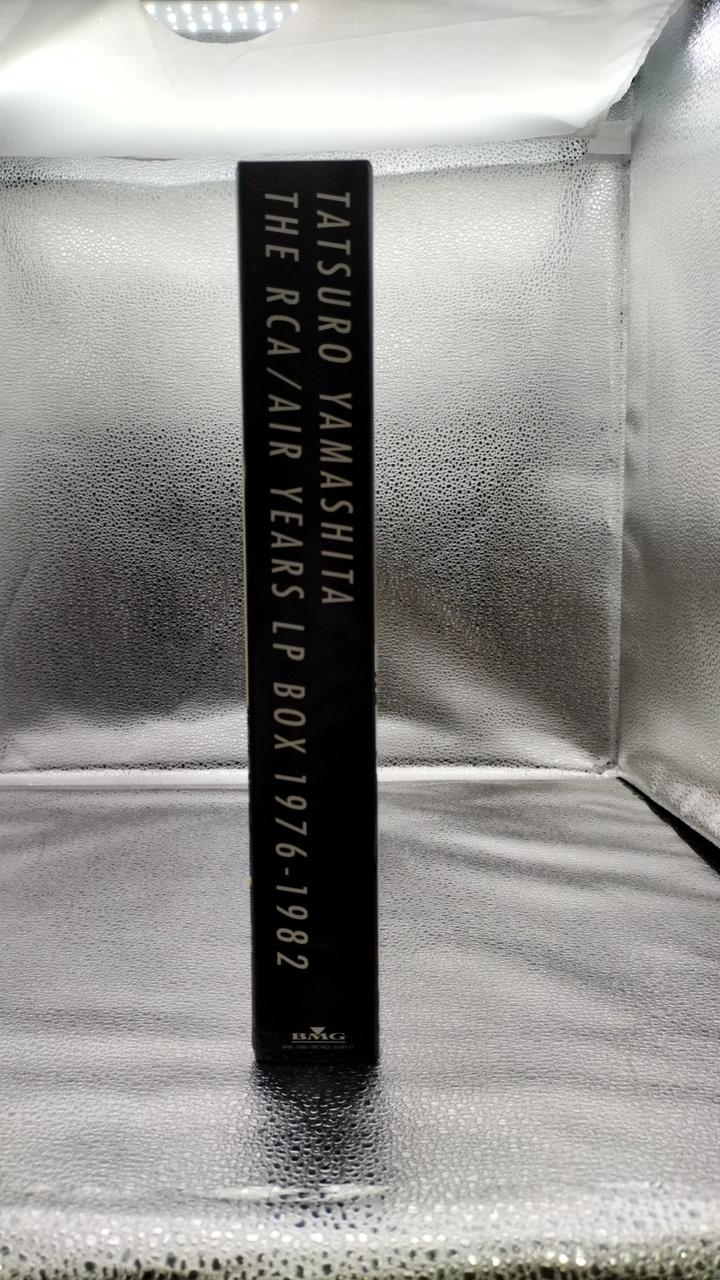 TATSURO YAMASHITA
THE RCA/AIR YEARS LP BOX 1976-1982
BMG